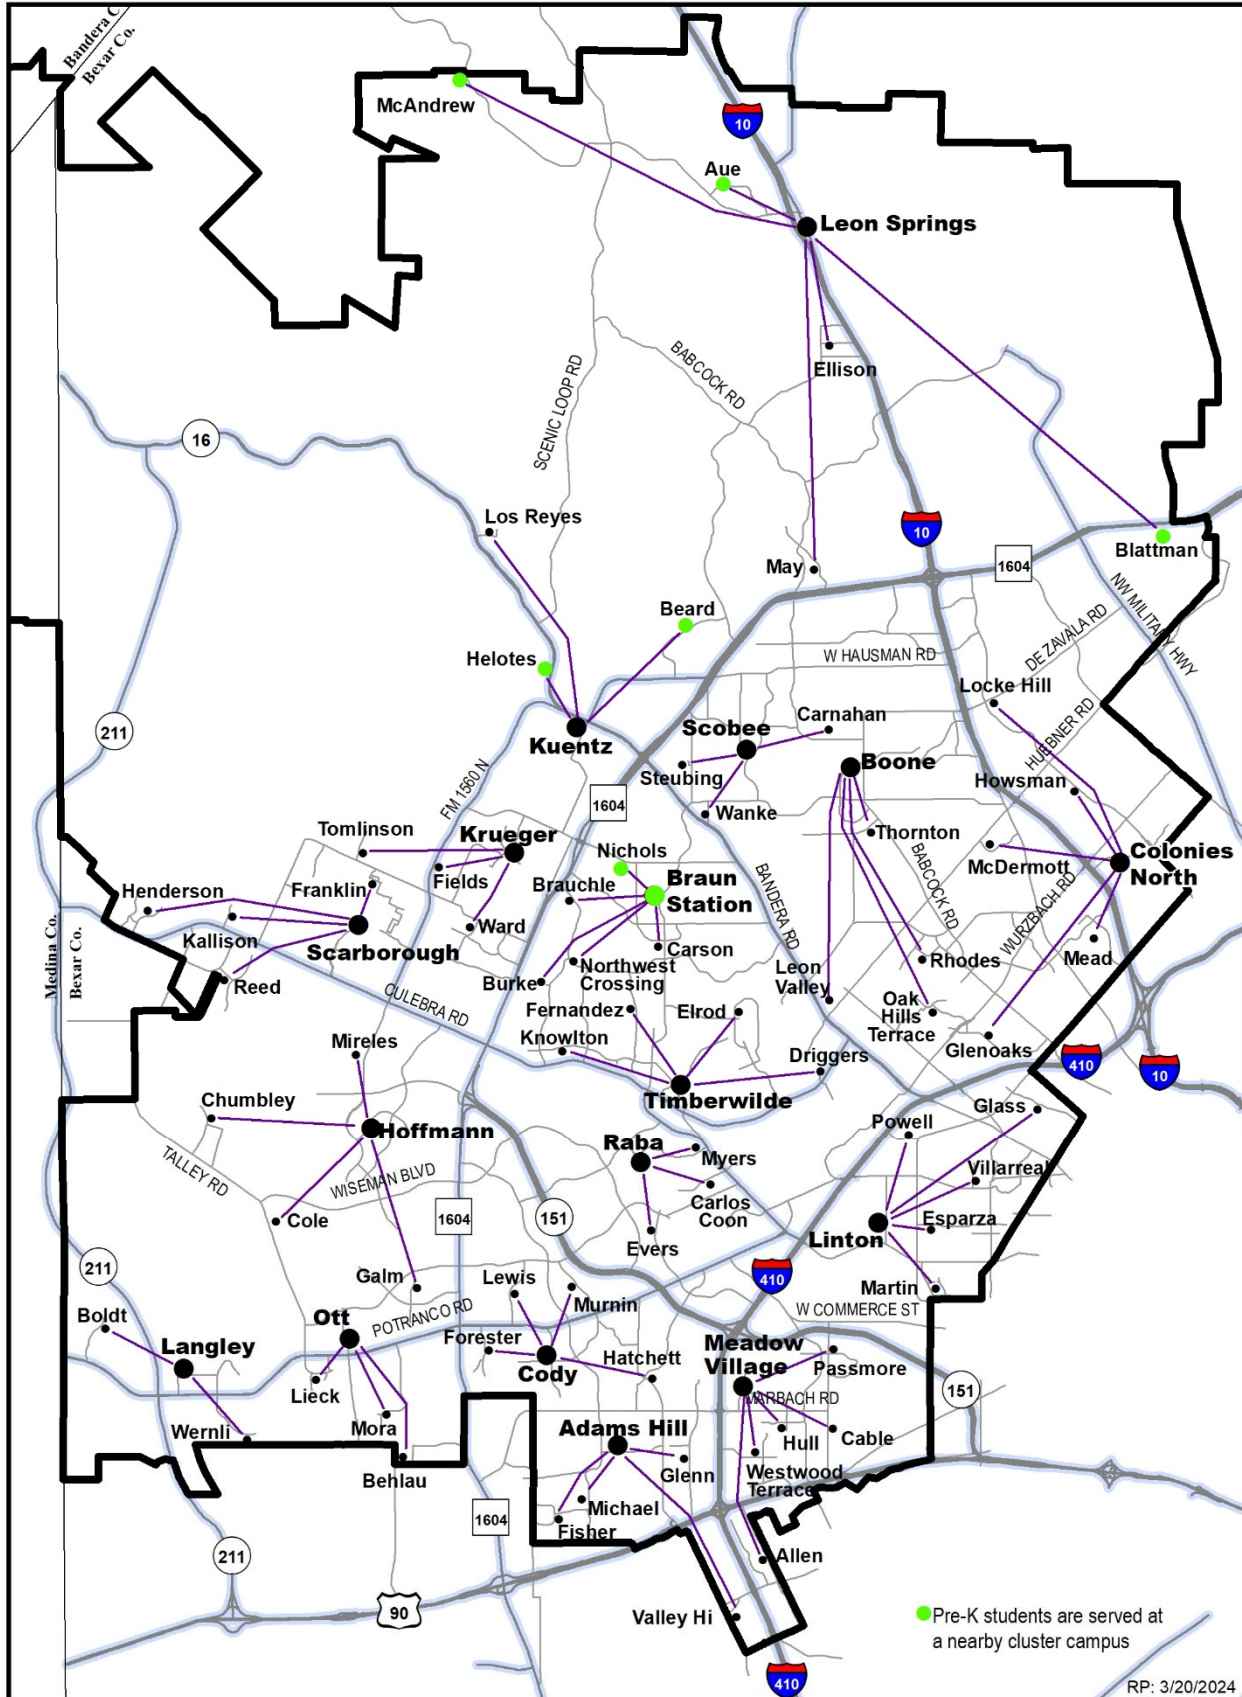 Bandera C
Bexar Co.
McAndrew
10
Aue
Leon Springs
Ellison
BABCOCK RD
SCENIC LOOP RD
16
Los Reyes
10
1604
Blattman
May
NW MILITARY HWY
Beard
DE ZAVALA RD
W HAUSMAN RD
Helotes
Locke Hill
211
Carnahan
Scobee
Kuentz
HUEBNER RD
Boone
Steubing
Howsman
FM 1560 N
1604
Wanke
Tomlinson
Krueger
Thornton
Nichols
McDermott
Colonies
North
Fields
Franklin
Henderson
Brauchle
Braun
Station
BANDERA RD
BABCOCK RD
WURZBACH RD
Kallison
Ward
Scarborough
Carson
Mead
Medina Co.
Bexar Co.
Reed
Burke
Northwest
Crossing
Leon
Valley
Rhodes
CULEBRA RD
Fernandez
Elrod
Oak
Hills
Terrace
Mireles
Knowlton
Driggers
Glenoaks
410
10
Chumbley
Timberwilde
Glass
Hoffmann
Powell
Raba
Myers
TALLEY RD
WISEMAN BLVD
Villarreal
Carlos
Coon
Cole
1604
151
Esparza
Linton
Evers
211
410
Galm
Lewis
Murnin
Martin
Boldt
Ott
POTRANCO RD
W COMMERCE ST
Forester
Meadow
Village
Langley
Hatchett
Passmore
Cody
Lieck
MARBACH RD
151
Mora
Wernli
Adams Hill
Hull
Cable
Glenn
Behlau
Westwood
Terrace
Michael
1604
Fisher
211
Allen
90
Valley Hi
Pre-K students are served at
a nearby cluster campus
410
RP: 3/20/2024